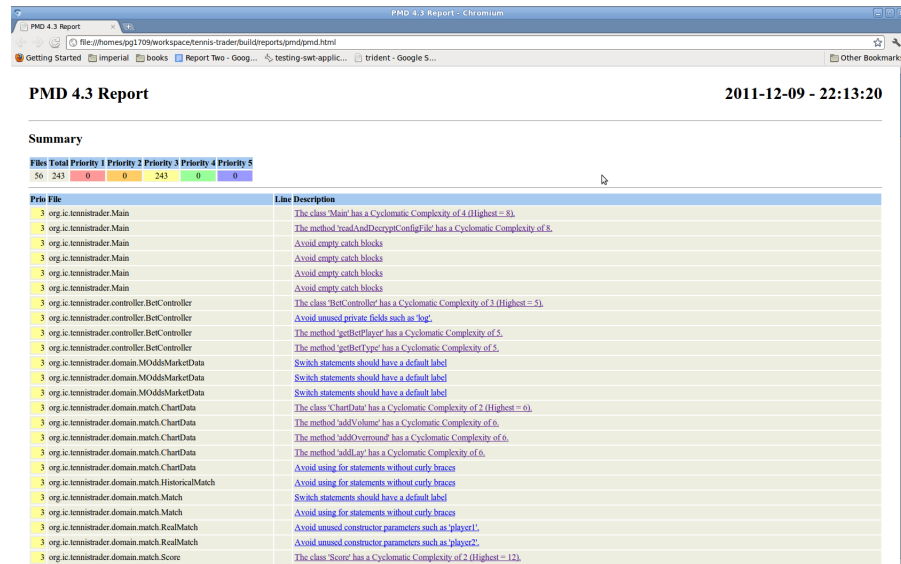 PMD 4.3 Report - Chromium
PMD 4.3 Report
file:///homes/pg1709/workspace/tennis-trader/build/reports/pmd/pmd.html
Getting Started imperial books Report Two - Goog... testing-swt-applic... trident - Google S... Other Bookmarks
PMD 4.3 Report 2011-12-09 - 22:13:20
Summary
Files Total Priority 1 Priority 2 Priority 3 Priority 4 Priority 5
56 243 0 0 243 0 0
Prio File Line Description
3 org.ic.tennistrader.Main The class 'Main' has a Cyclomatic Complexity of 4 (Highest = 8).
3 org.ic.tennistrader.Main The method 'readAndDecryptConfigFile' has a Cyclomatic Complexity of 8.
3 org.ic.tennistrader.Main Avoid empty catch blocks
3 org.ic.tennistrader.Main Avoid empty catch blocks
3 org.ic.tennistrader.Main Avoid empty catch blocks
3 org.ic.tennistrader.Main Avoid empty catch blocks
3 org.ic.tennistrader.controller.BetController The class 'BetController' has a Cyclomatic Complexity of 3 (Highest = 5).
3 org.ic.tennistrader.controller.BetController Avoid unused private fields such as 'log'.
3 org.ic.tennistrader.controller.BetController The method 'getBetPlayer' has a Cyclomatic Complexity of 5.
3 org.ic.tennistrader.controller.BetController The method 'getBetType' has a Cyclomatic Complexity of 5.
3 org.ic.tennistrader.domain.MOddsMarketData Switch statements should have a default label
3 org.ic.tennistrader.domain.MOddsMarketData Switch statements should have a default label
3 org.ic.tennistrader.domain.MOddsMarketData Switch statements should have a default label
3 org.ic.tennistrader.domain.match.ChartData The class 'ChartData' has a Cyclomatic Complexity of 2 (Highest = 6).
3 org.ic.tennistrader.domain.match.ChartData The method 'addVolume' has a Cyclomatic Complexity of 6.
3 org.ic.tennistrader.domain.match.ChartData The method 'addOverround' has a Cyclomatic Complexity of 6.
3 org.ic.tennistrader.domain.match.ChartData The method 'addLay' has a Cyclomatic Complexity of 6.
3 org.ic.tennistrader.domain.match.ChartData Avoid using for statements without curly braces
3 org.ic.tennistrader.domain.match.HistoricalMatch Avoid using for statements without curly braces
3 org.ic.tennistrader.domain.match.Match Switch statements should have a default label
3 org.ic.tennistrader.domain.match.Match Avoid using for statements without curly braces
3 org.ic.tennistrader.domain.match.RealMatch Avoid unused constructor parameters such as 'player1'.
3 org.ic.tennistrader.domain.match.RealMatch Avoid unused constructor parameters such as 'player2'.
3 org.ic.tennistrader.domain.match.Score The class 'Score' has a Cyclomatic Complexity of 2 (Highest = 12).